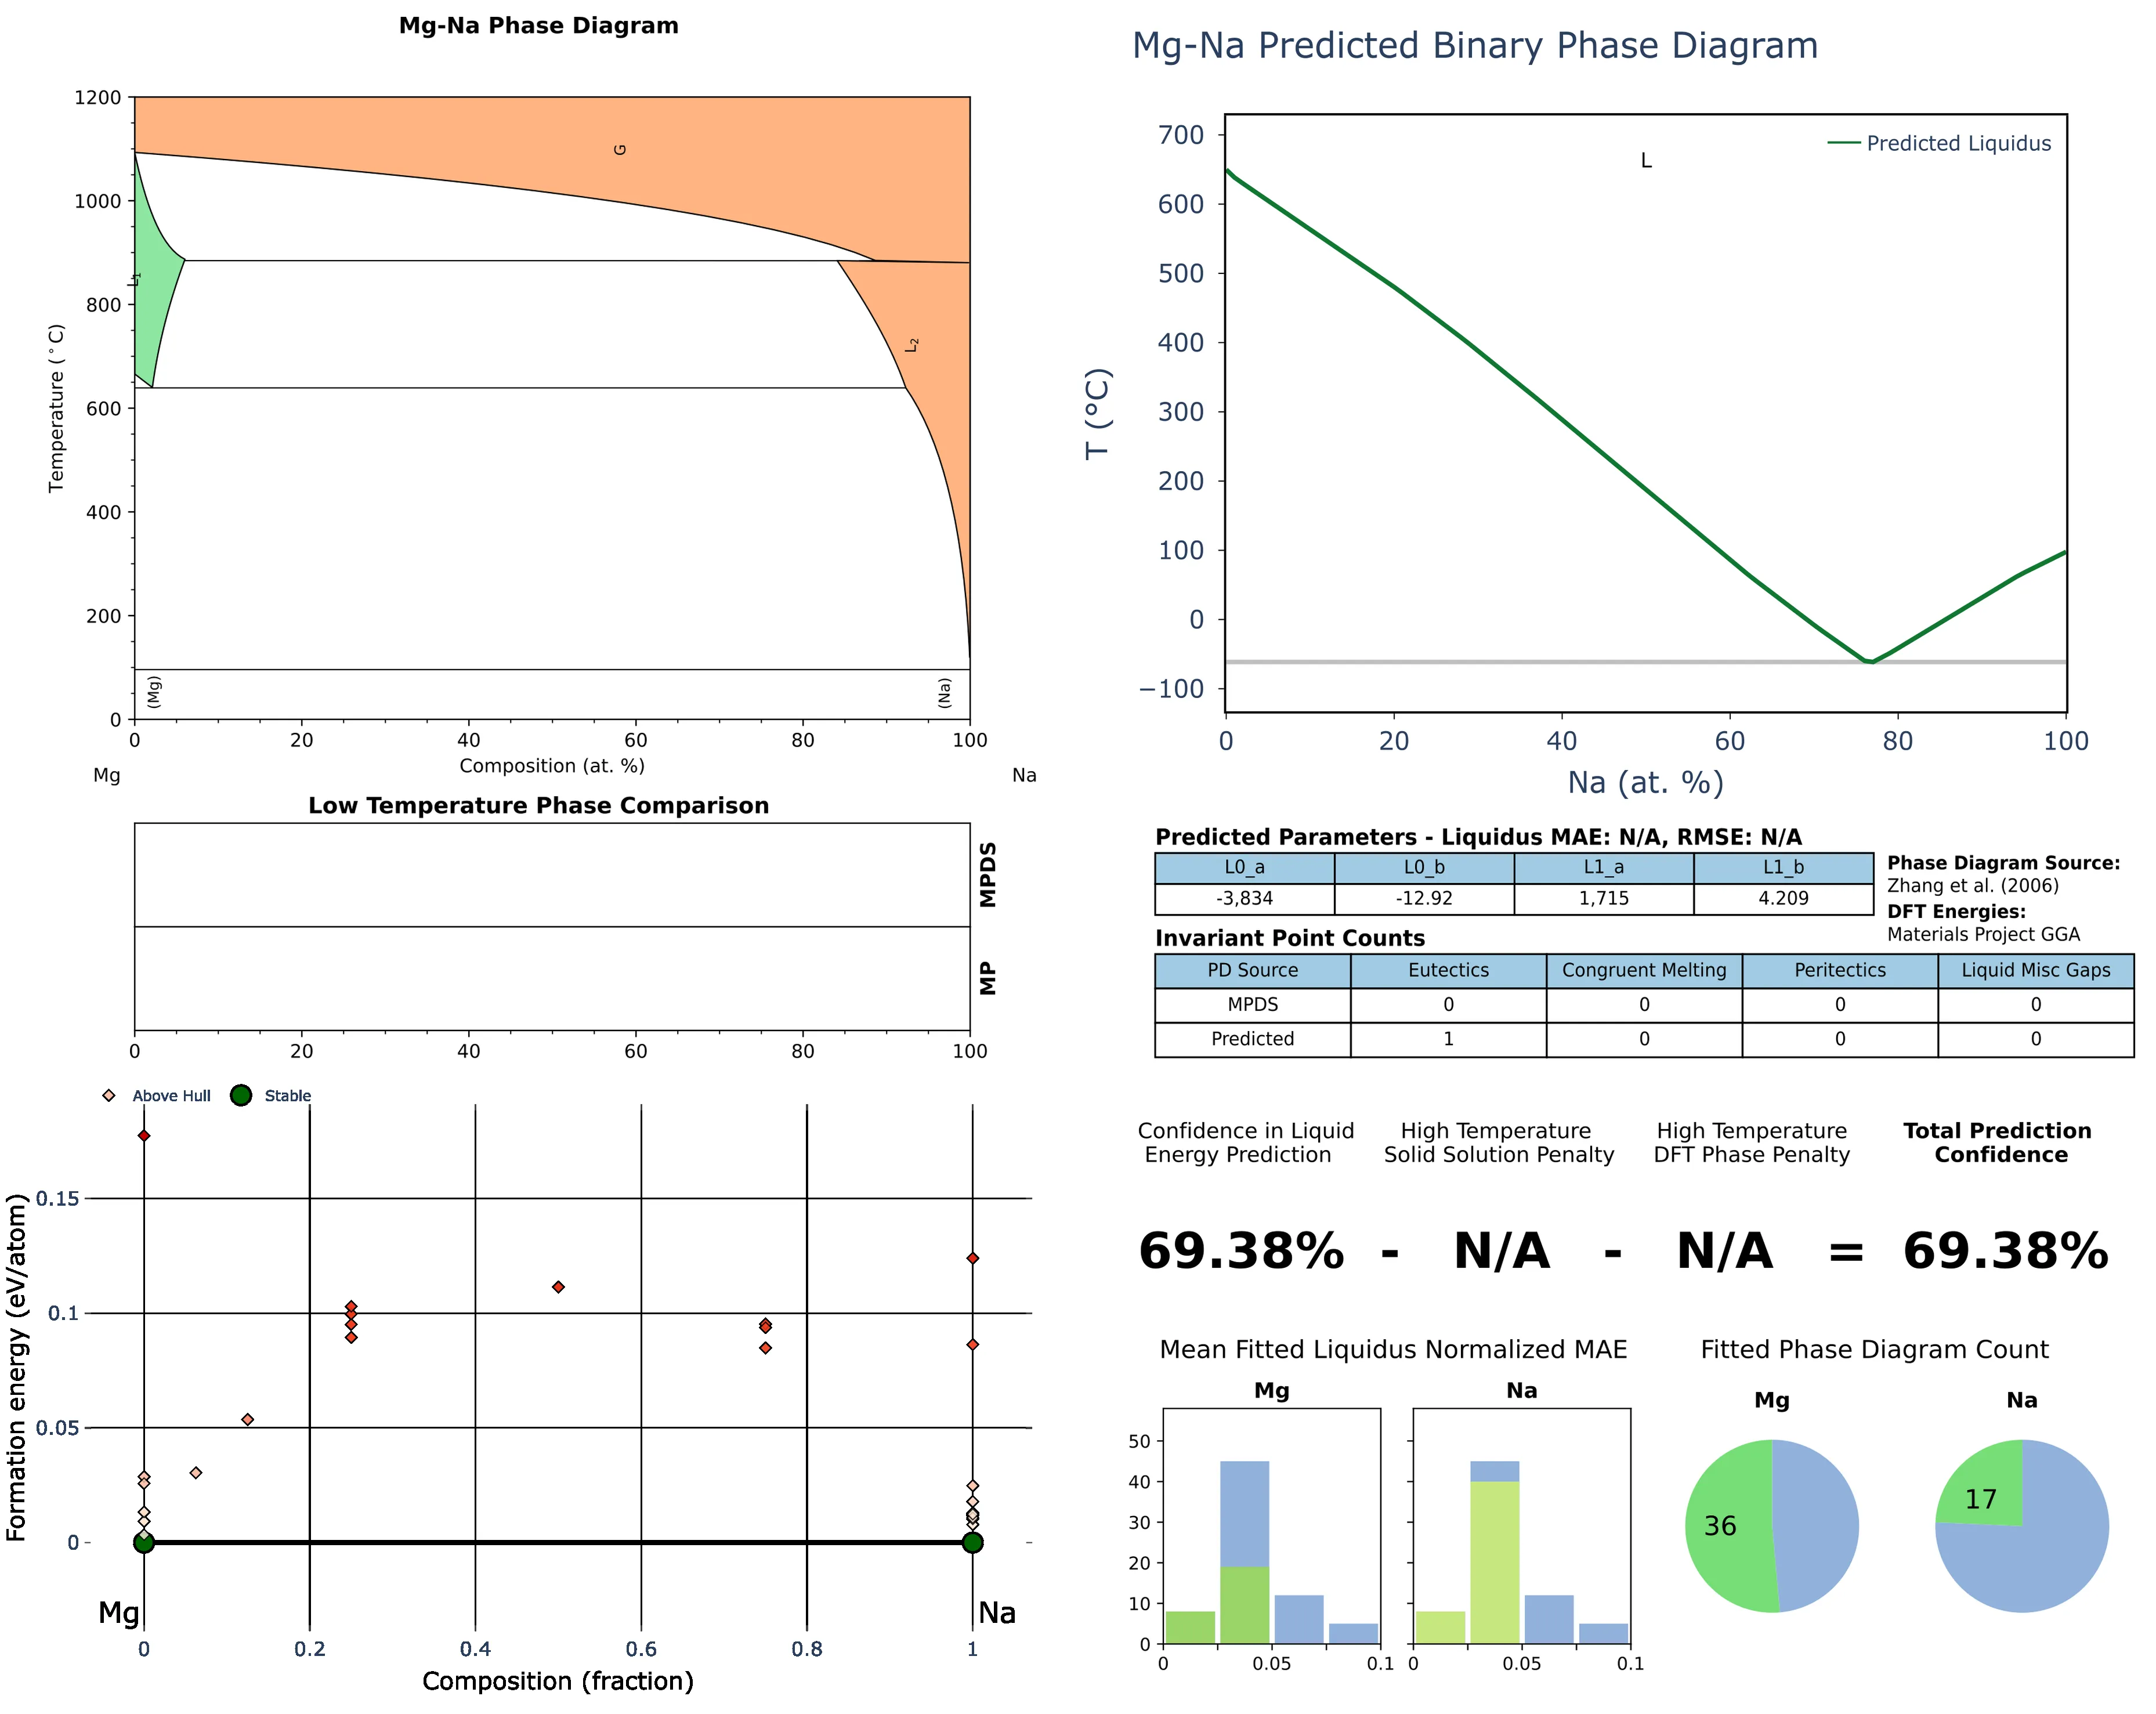 Mg-Na Phase Diagram
1200
1000
800
600
400
200
0
Temperature (°C)
G
L₁
L₂
(Mg)
(Na)
0 20 40 60 80 100
Composition (at. %)
Mg
Na
Low Temperature Phase Comparison
MPDS
MP
0 20 40 60 80 100
Above Hull
Stable
0.15
0.1
0.05
0
Formation energy (eV/atom)
Mg
Na
0 0.2 0.4 0.6 0.8 1
Composition (fraction)
Mg-Na Predicted Binary Phase Diagram
700
600
500
400
300
200
100
0
−100
T (°C)
L
Predicted Liquidus
0 20 40 60 80 100
Na (at. %)
Predicted Parameters - Liquidus MAE: N/A, RMSE: N/A
L0_a L0_b L1_a L1_b
-3,834 -12.92 1,715 4.209
Phase Diagram Source:
Zhang et al. (2006)
DFT Energies:
Materials Project GGA
Invariant Point Counts
PD Source Eutectics Congruent Melting Peritectics Liquid Misc Gaps
MPDS 0 0 0 0
Predicted 1 0 0 0
Confidence in Liquid
Energy Prediction
High Temperature
Solid Solution Penalty
High Temperature
DFT Phase Penalty
Total Prediction
Confidence
69.38% - N/A - N/A = 69.38%
Mean Fitted Liquidus Normalized MAE
Mg
Na
50
40
30
20
10
0
0 0.05 0.1
0 0.05 0.1
Fitted Phase Diagram Count
Mg
Na
36
17